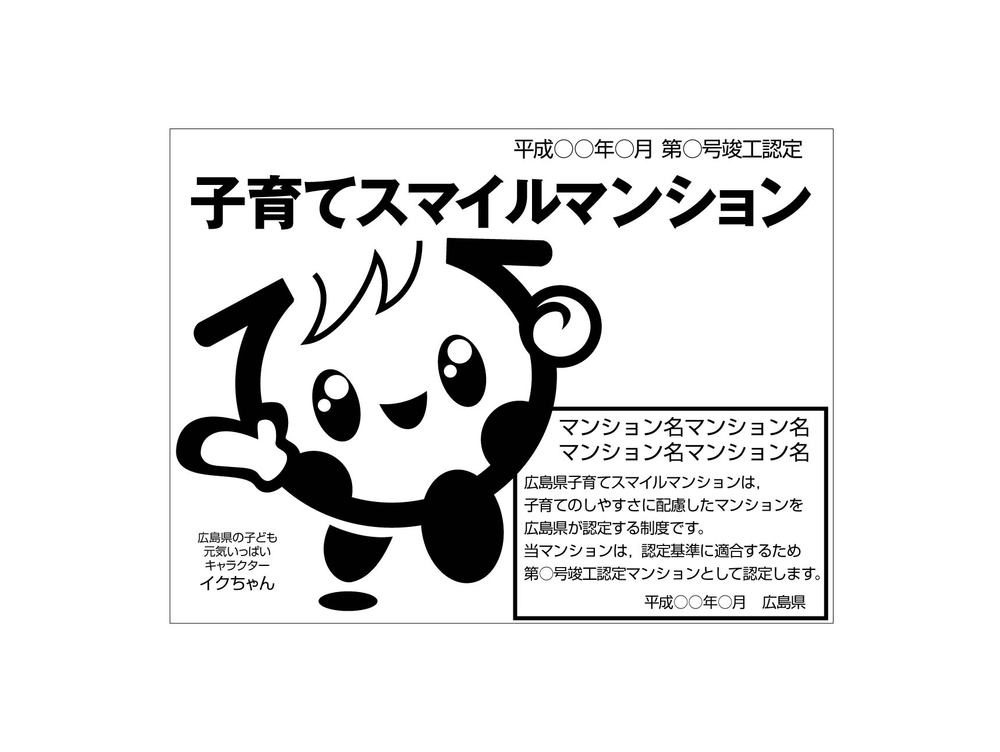 平成○○年○月 第○号竣工認定
子育てスマイルマンション
マンション名マンション名
マンション名マンション名
広島県子育てスマイルマンションは，
子育てのしやすさに配慮したマンションを
広島県が認定する制度です。
当マンションは，認定基準に適合するため
第○号竣工認定マンションとして認定します。
平成○○年○月　広島県
広島県の子ども
元気いっぱい
キャラクター
イクちゃん